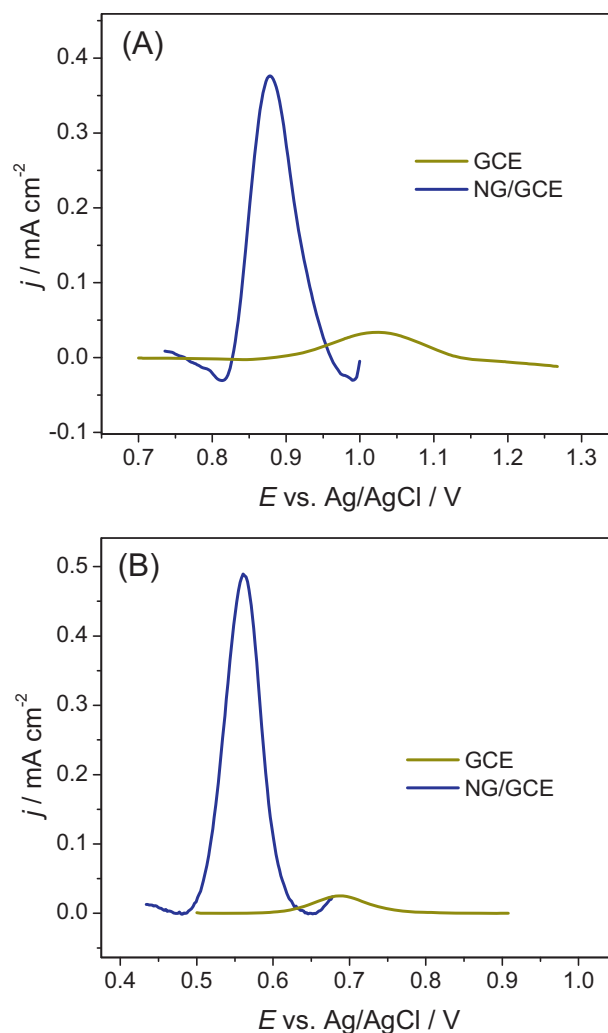 (A)
0.4
0.3
0.2
0.1
0.0
-0.1
j / mA cm⁻²
GCE
NG/GCE
0.7 0.8 0.9 1.0 1.1 1.2 1.3
E vs. Ag/AgCl / V
(B)
0.5
0.4
0.3
0.2
0.1
0.0
j / mA cm⁻²
GCE
NG/GCE
0.4 0.5 0.6 0.7 0.8 0.9 1.0
E vs. Ag/AgCl / V